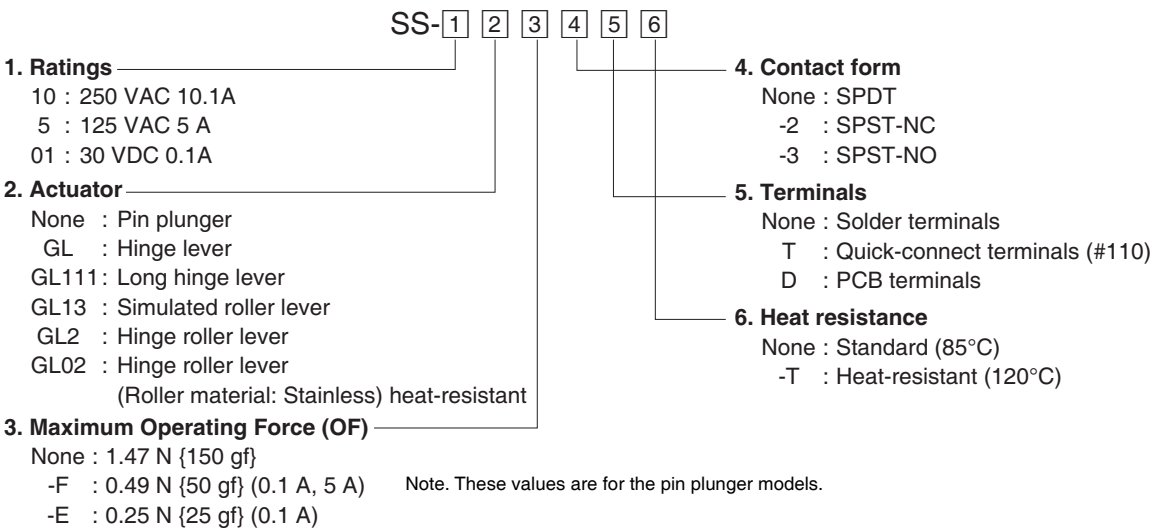 SS-1 2 3 4 5 6
1. Ratings
10 : 250 VAC 10.1A
5 : 125 VAC 5 A
01 : 30 VDC 0.1A
2. Actuator
None : Pin plunger
GL : Hinge lever
GL111 : Long hinge lever
GL13 : Simulated roller lever
GL2 : Hinge roller lever
GL02 : Hinge roller lever
(Roller material: Stainless) heat-resistant
3. Maximum Operating Force (OF)
None : 1.47 N {150 gf}
-F : 0.49 N {50 gf} (0.1 A, 5 A)
-E : 0.25 N {25 gf} (0.1 A)
Note. These values are for the pin plunger models.
4. Contact form
None : SPDT
-2 : SPST-NC
-3 : SPST-NO
5. Terminals
None : Solder terminals
T : Quick-connect terminals (#110)
D : PCB terminals
6. Heat resistance
None : Standard (85°C)
-T : Heat-resistant (120°C)